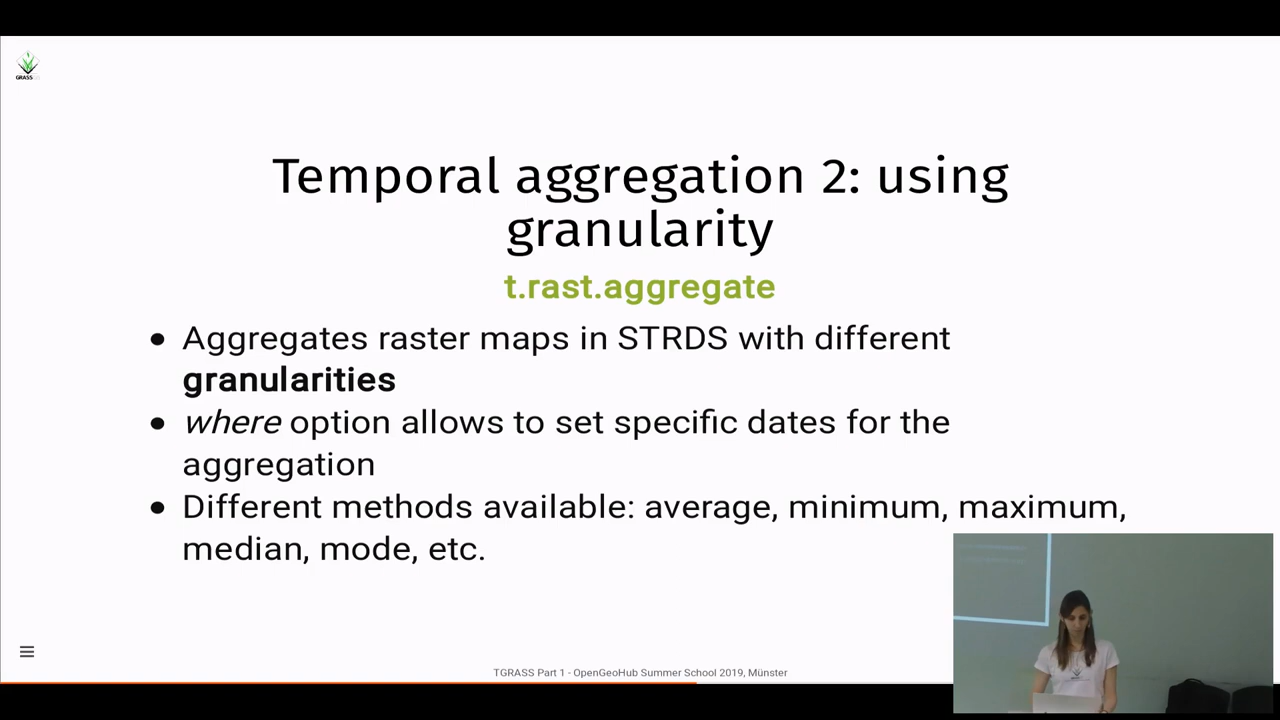 GRASS
Temporal aggregation 2: using
granularity
t.rast.aggregate
• Aggregates raster maps in STRDS with different
granularities
• where option allows to set specific dates for the
aggregation
• Different methods available: average, minimum, maximum,
median, mode, etc.
TGRASS Part 1 - OpenGeoHub Summer School 2019, Münster